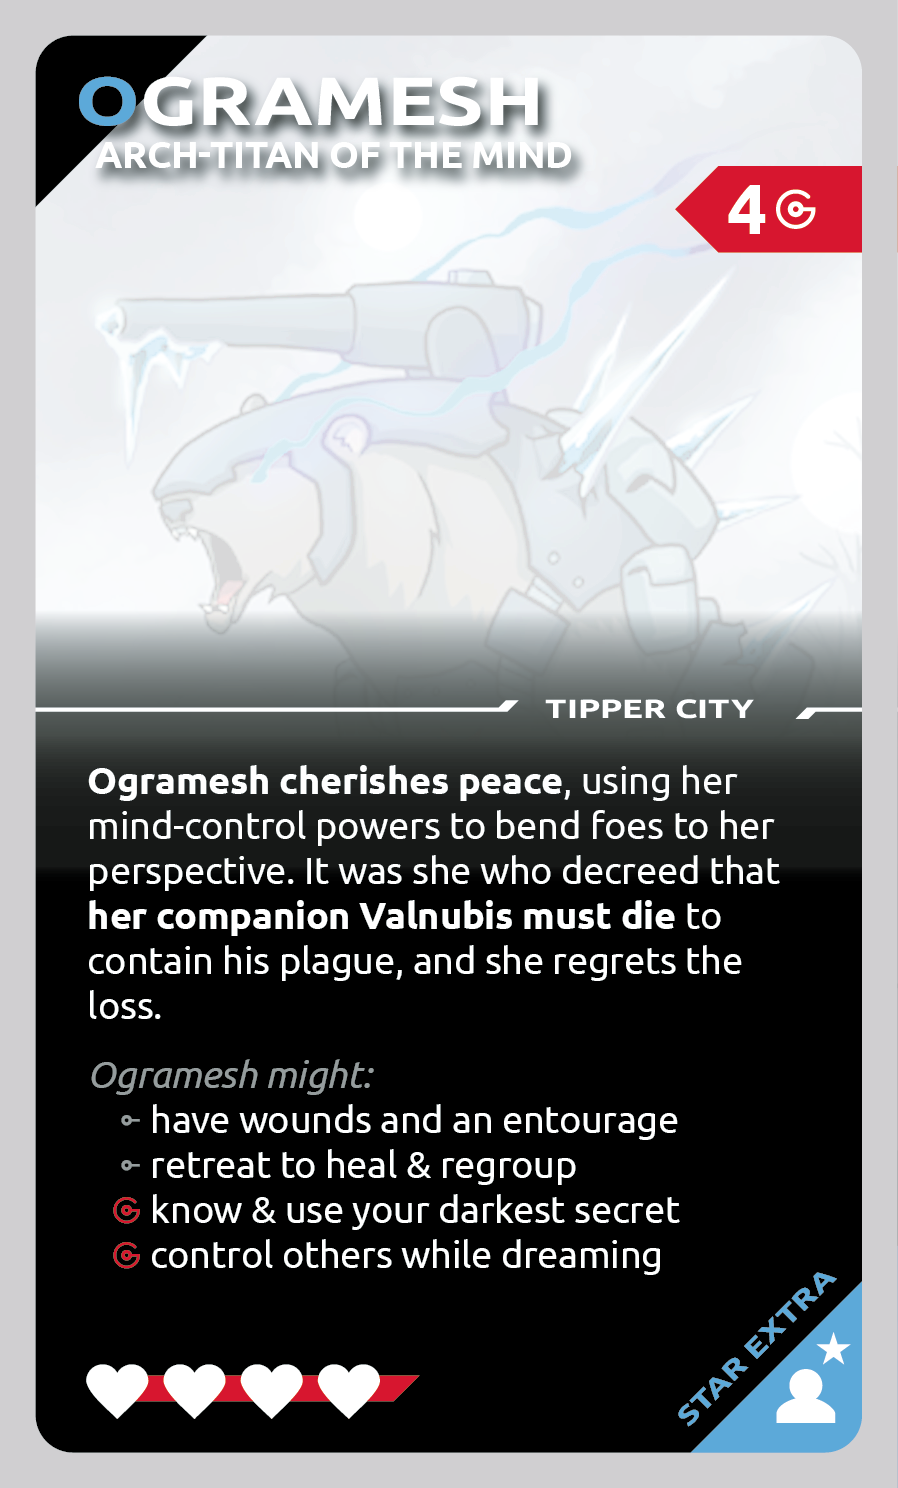 OGRAMESH
ARCH-TITAN OF THE MIND
4
TIPPER CITY
Ogramesh cherishes peace, using her
mind-control powers to bend foes to her
perspective. It was she who decreed that
her companion Valnubis must die to
contain his plague, and she regrets the
loss.
Ogramesh might:
have wounds and an entourage
retreat to heal & regroup
know & use your darkest secret
control others while dreaming
STAR EXTRA